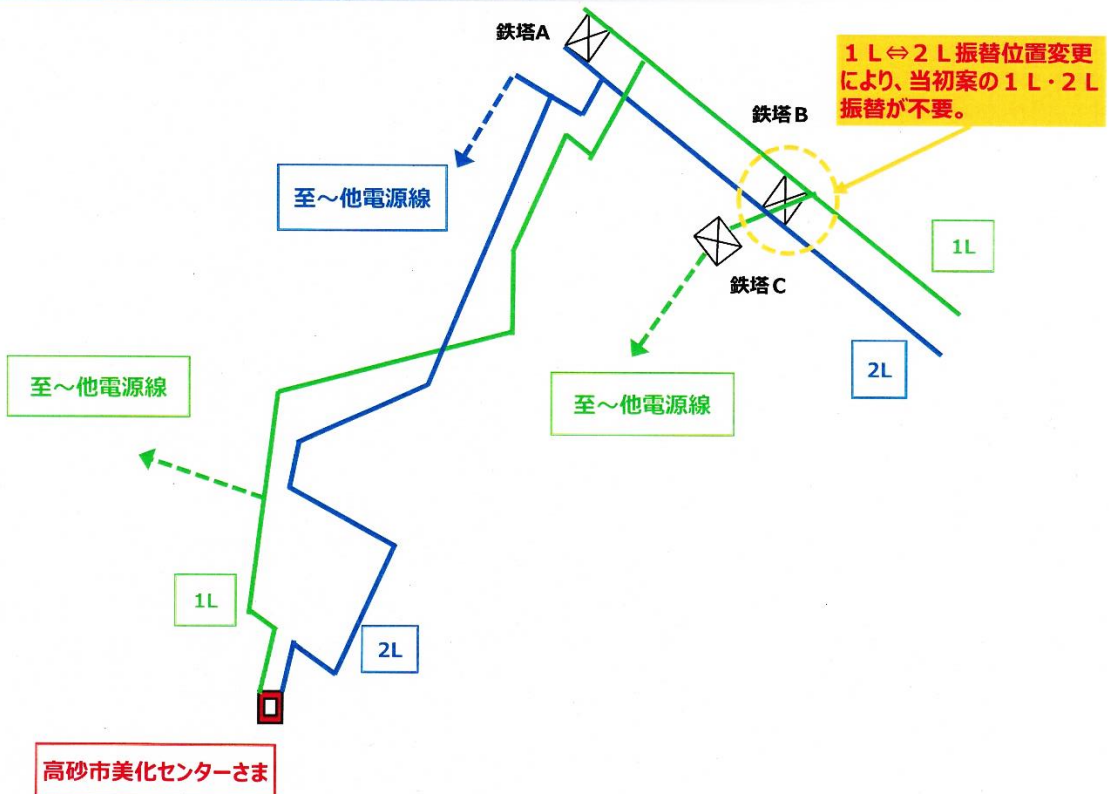 鉄塔A
1L⇔2L振替位置変更
により、当初案の1L・2L
振替が不要。
鉄塔B
至~他電源線
1L
鉄塔C
2L
至~他電源線
至~他電源線
1L
2L
高砂市美化センターさま